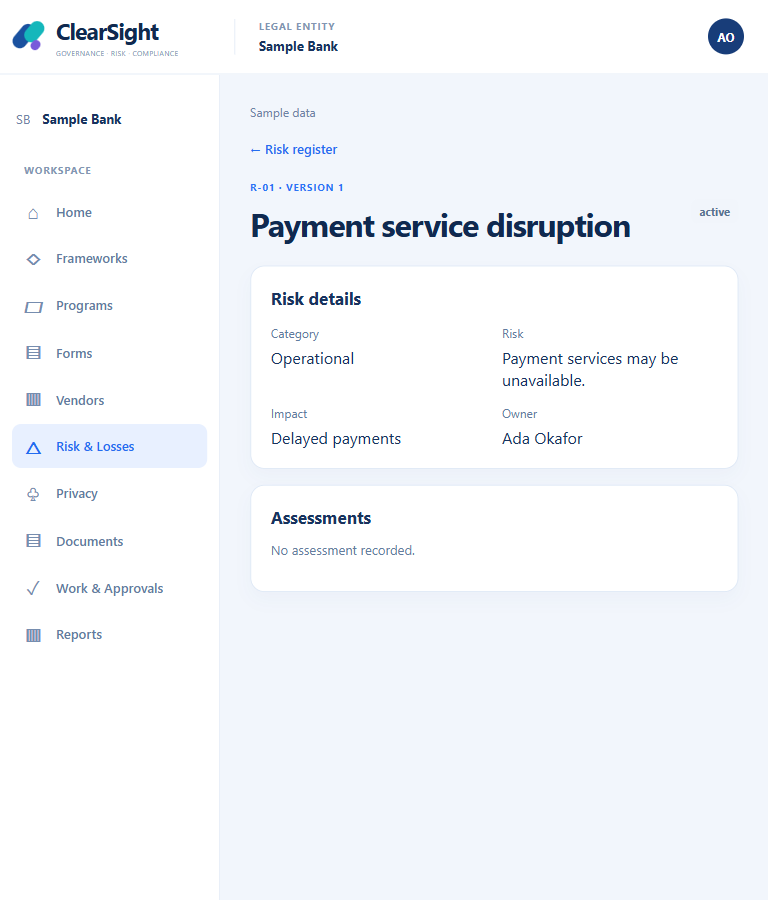 ClearSight
GOVERNANCE · RISK · COMPLIANCE
LEGAL ENTITY
Sample Bank
AO
SB Sample Bank
WORKSPACE
Home
Frameworks
Programs
Forms
Vendors
Risk & Losses
Privacy
Documents
Work & Approvals
Reports
Sample data
← Risk register
R-01 · VERSION 1
Payment service disruption
active
Risk details
Category
Operational
Risk
Payment services may be
unavailable.
Impact
Delayed payments
Owner
Ada Okafor
Assessments
No assessment recorded.